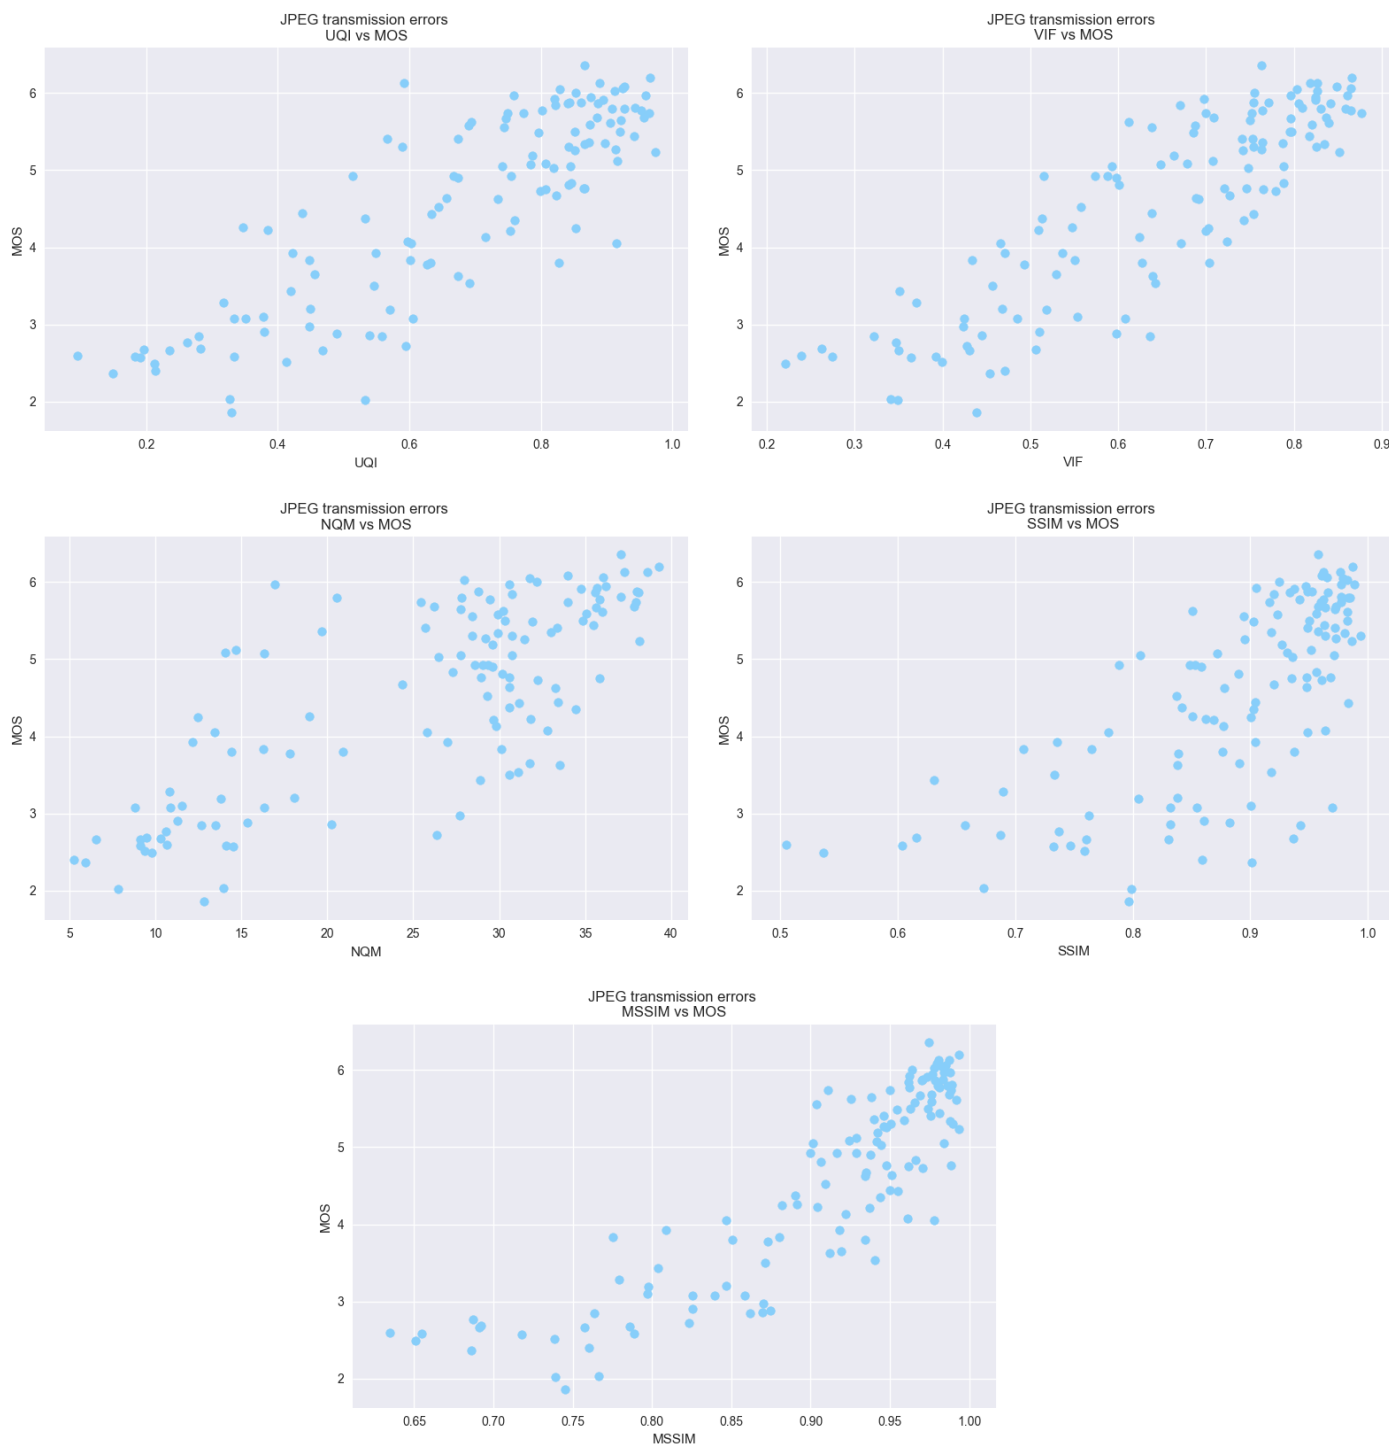 JPEG transmission errors
UQI vs MOS
MOS
6
5
4
3
2
0.2 0.4 0.6 0.8 1.0
UQI
JPEG transmission errors
VIF vs MOS
MOS
6
5
4
3
2
0.2 0.3 0.4 0.5 0.6 0.7 0.8 0.9
VIF
JPEG transmission errors
NQM vs MOS
MOS
6
5
4
3
2
5 10 15 20 25 30 35 40
NQM
JPEG transmission errors
SSIM vs MOS
MOS
6
5
4
3
2
0.5 0.6 0.7 0.8 0.9 1.0
SSIM
JPEG transmission errors
MSSIM vs MOS
MOS
6
5
4
3
2
0.65 0.70 0.75 0.80 0.85 0.90 0.95 1.00
MSSIM